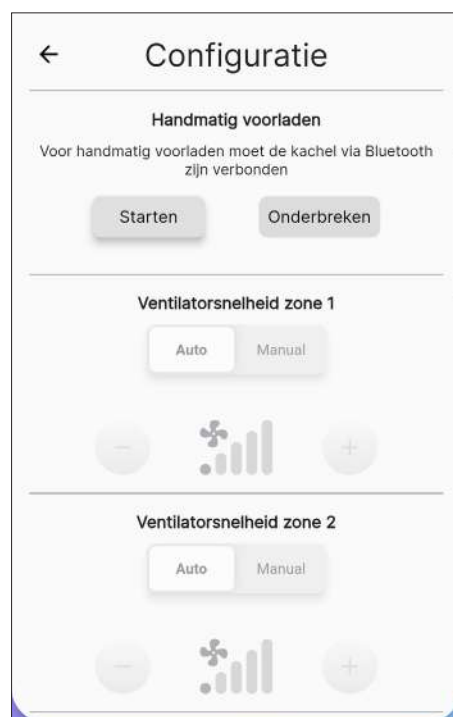 Configuratie
Handmatig voorladen
Voor handmatig voorladen moet de kachel via Bluetooth
zijn verbonden
Starten Onderbreken
Ventilatorsnelheid zone 1
Auto Manual
Ventilatorsnelheid zone 2
Auto Manual